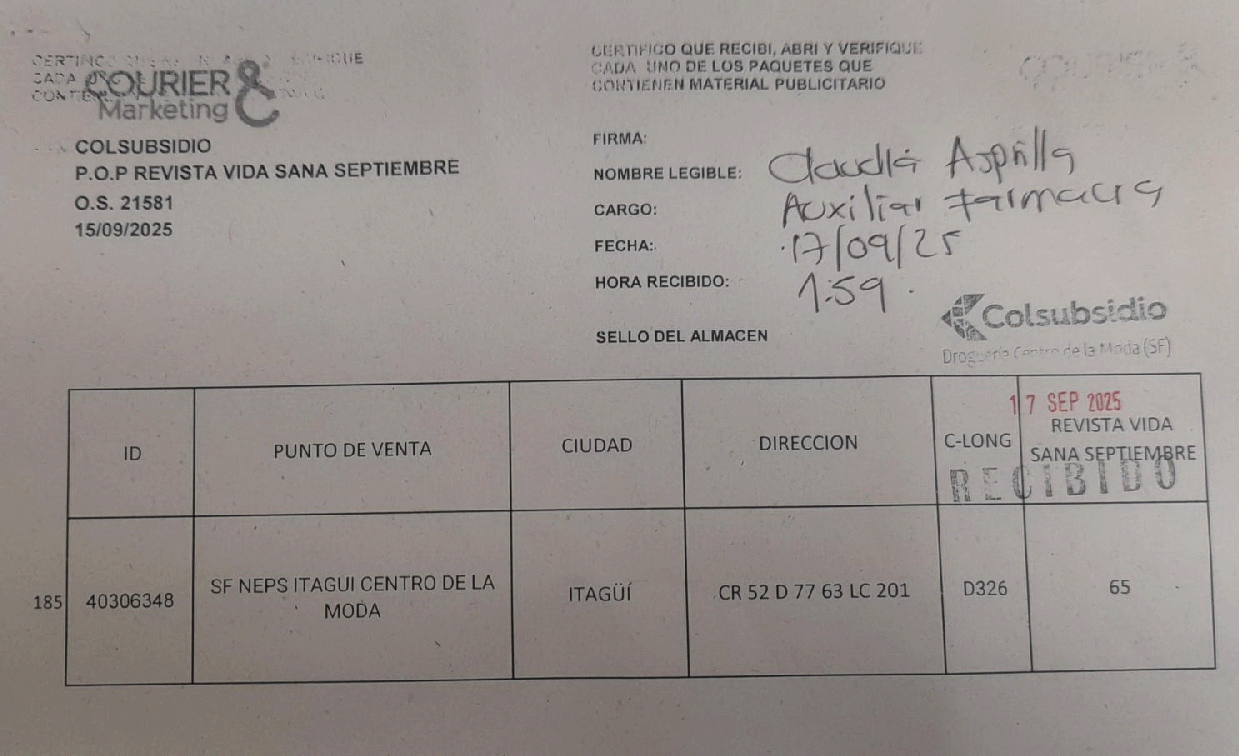 COURIER &
Marketing
COLSUBSIDIO
P.O.P REVISTA VIDA SANA SEPTIEMBRE
O.S. 21581
15/09/2025
CERTIFICO QUE RECIBI, ABRI Y VERIFIQUE
CADA UNO DE LOS PAQUETES QUE
CONTIENEN MATERIAL PUBLICITARIO
FIRMA:
NOMBRE LEGIBLE: Claudia Asprilla
CARGO: Auxiliar Farmacia
FECHA: 17/09/25
HORA RECIBIDO: 1:59
SELLO DEL ALMACEN
Colsubsidio
Droguería Centro de la Moda (SF)
17 SEP 2025
RECIBIDO
ID PUNTO DE VENTA CIUDAD DIRECCION C-LONG REVISTA VIDA
SANA SEPTIEMBRE
185 40306348 SF NEPS ITAGUI CENTRO DE LA
MODA ITAGÜÍ CR 52 D 77 63 LC 201 D326 65